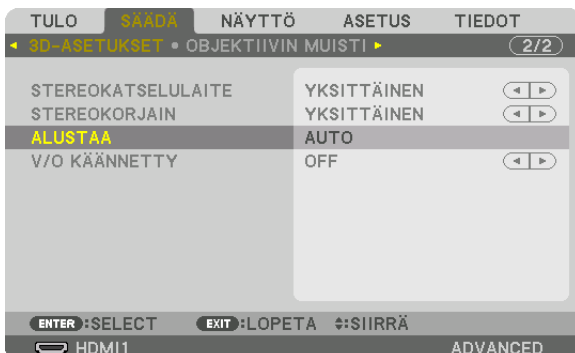 TULO SÄÄDÄ NÄYTTÖ ASETUS TIEDOT
3D-ASETUKSET • OBJEKTIIVIN MUISTI 2/2
STEREOKATSELULAITE YKSITTÄINEN
STEREOKORJAIN YKSITTÄINEN
ALUSTAA AUTO
V/O KÄÄNNETTY OFF
ENTER :SELECT EXIT :LOPETA :SIIRRÄ
HDMI1 ADVANCED